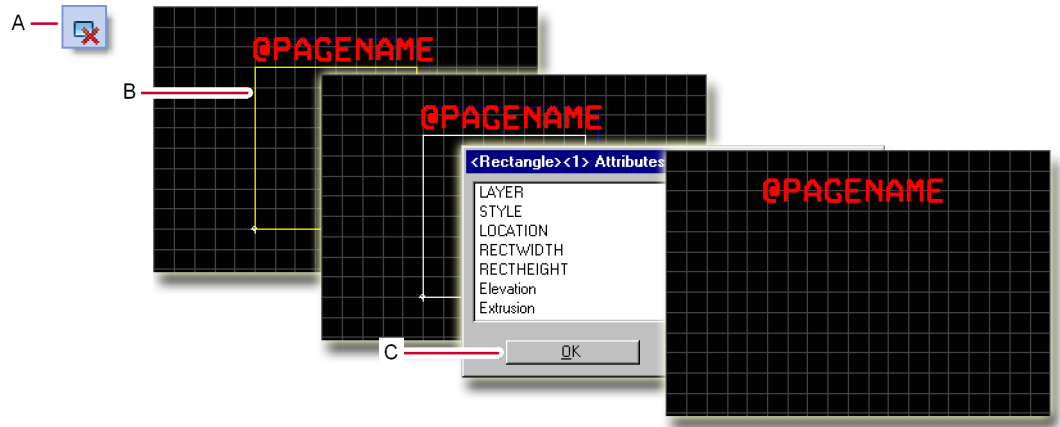 A
@PAGENAME
B
@PAGENAME
<Rectangle><1> Attributes
LAYER
STYLE
LOCATION
RECTWIDTH
RECTHEIGHT
Elevation
Extrusion
C
OK
@PAGENAME